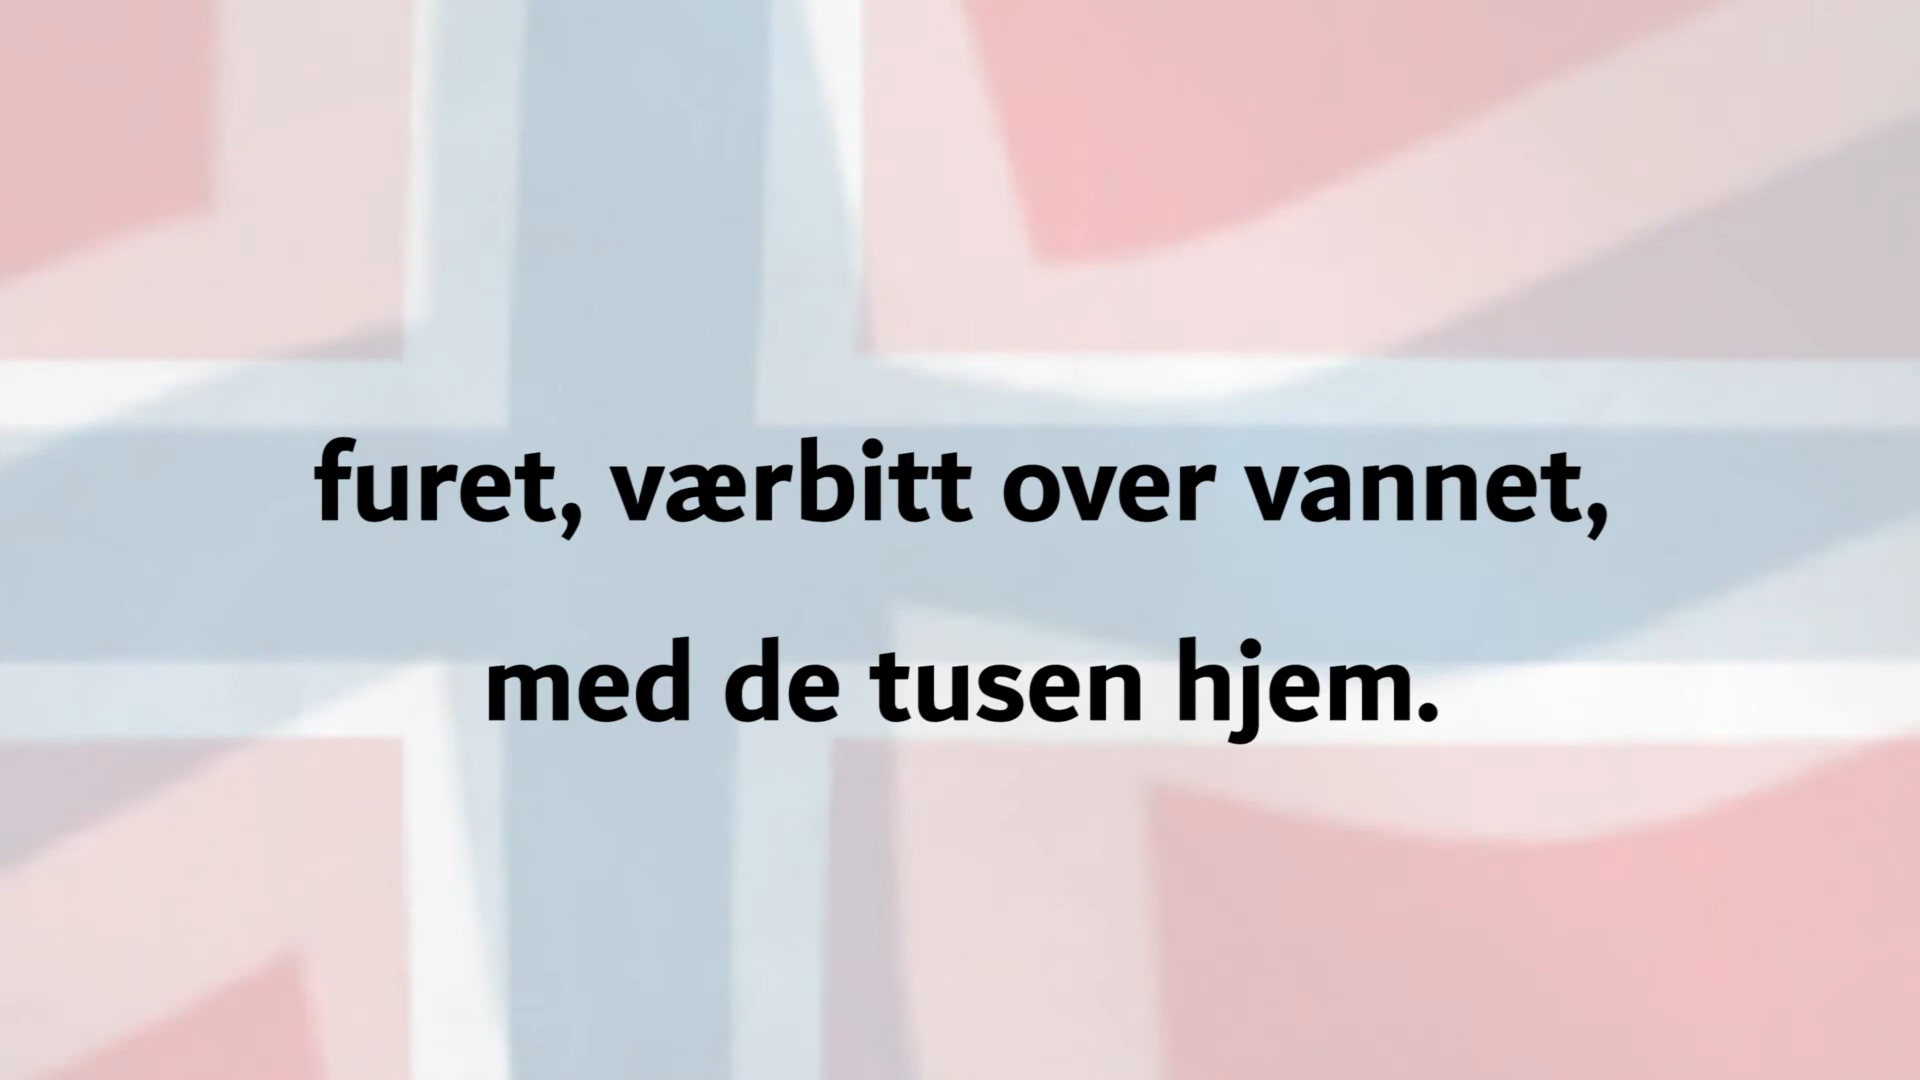 furet, værbitt over vannet,
med de tusen hjem.